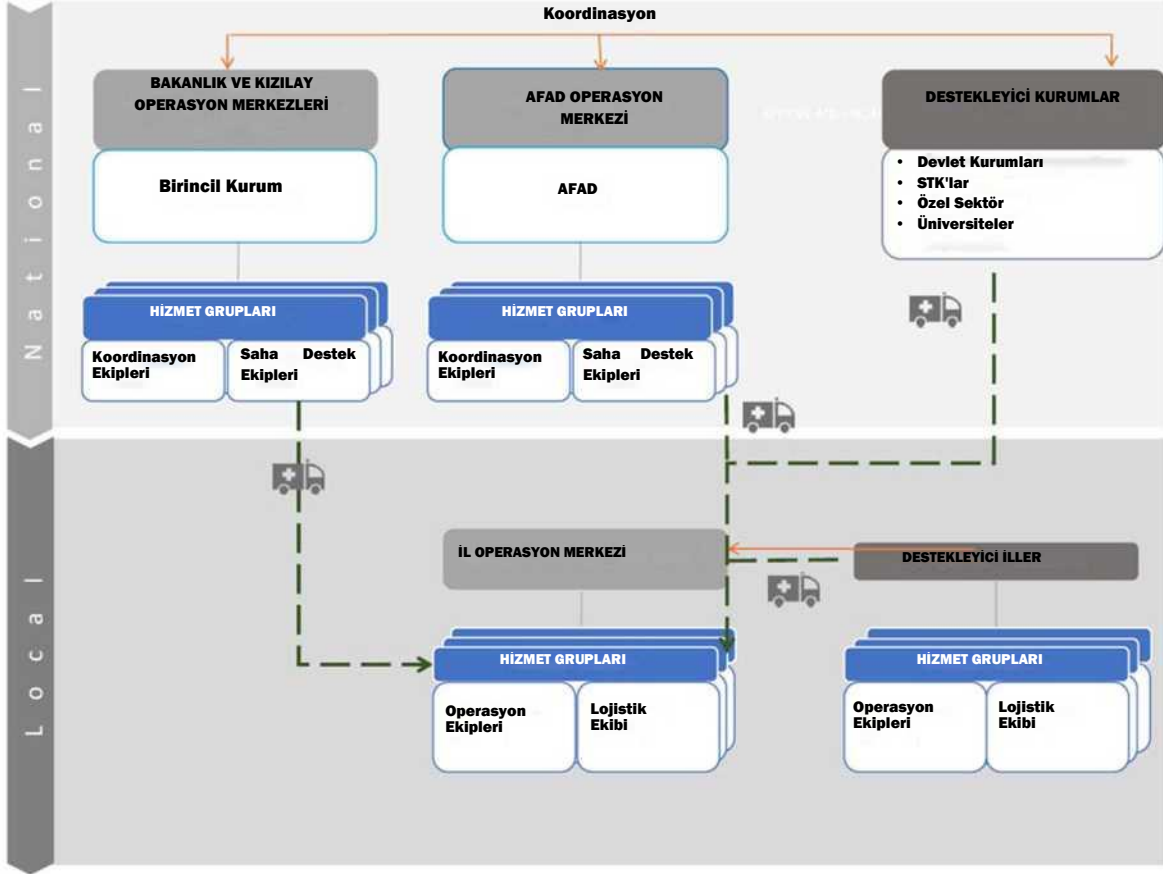 Koordinasyon
National
BAKANLIK VE KIZILAY
OPERASYON MERKEZLERİ
Birincil Kurum
AFAD OPERASYON
MERKEZİ
AFAD
DESTEKLEYİCİ KURUMLAR
• Devlet Kurumları
• STK'lar
• Özel Sektör
• Üniversiteler
HİZMET GRUPLARI
Koordinasyon
Ekipleri
Saha Destek
Ekipleri
HİZMET GRUPLARI
Koordinasyon
Ekipleri
Saha Destek
Ekipleri
Local
İL OPERASYON MERKEZİ
DESTEKLEYİCİ İLLER
HİZMET GRUPLARI
Operasyon
Ekipleri
Lojistik
Ekibi
HİZMET GRUPLARI
Operasyon
Ekipleri
Lojistik
Ekibi